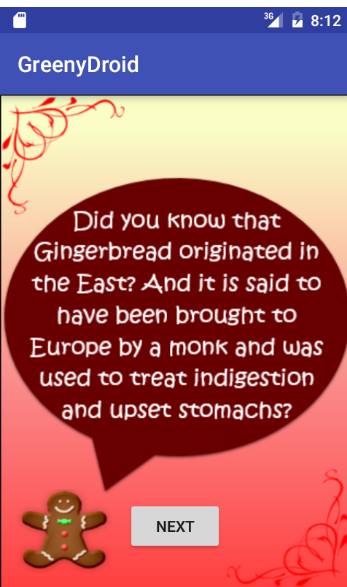 3G 8:12
GreenyDroid
Did you know that
Gingerbread originated in
the East? And it is said to
have been brought to
Europe by a monk and was
used to treat indigestion
and upset stomachs?
NEXT